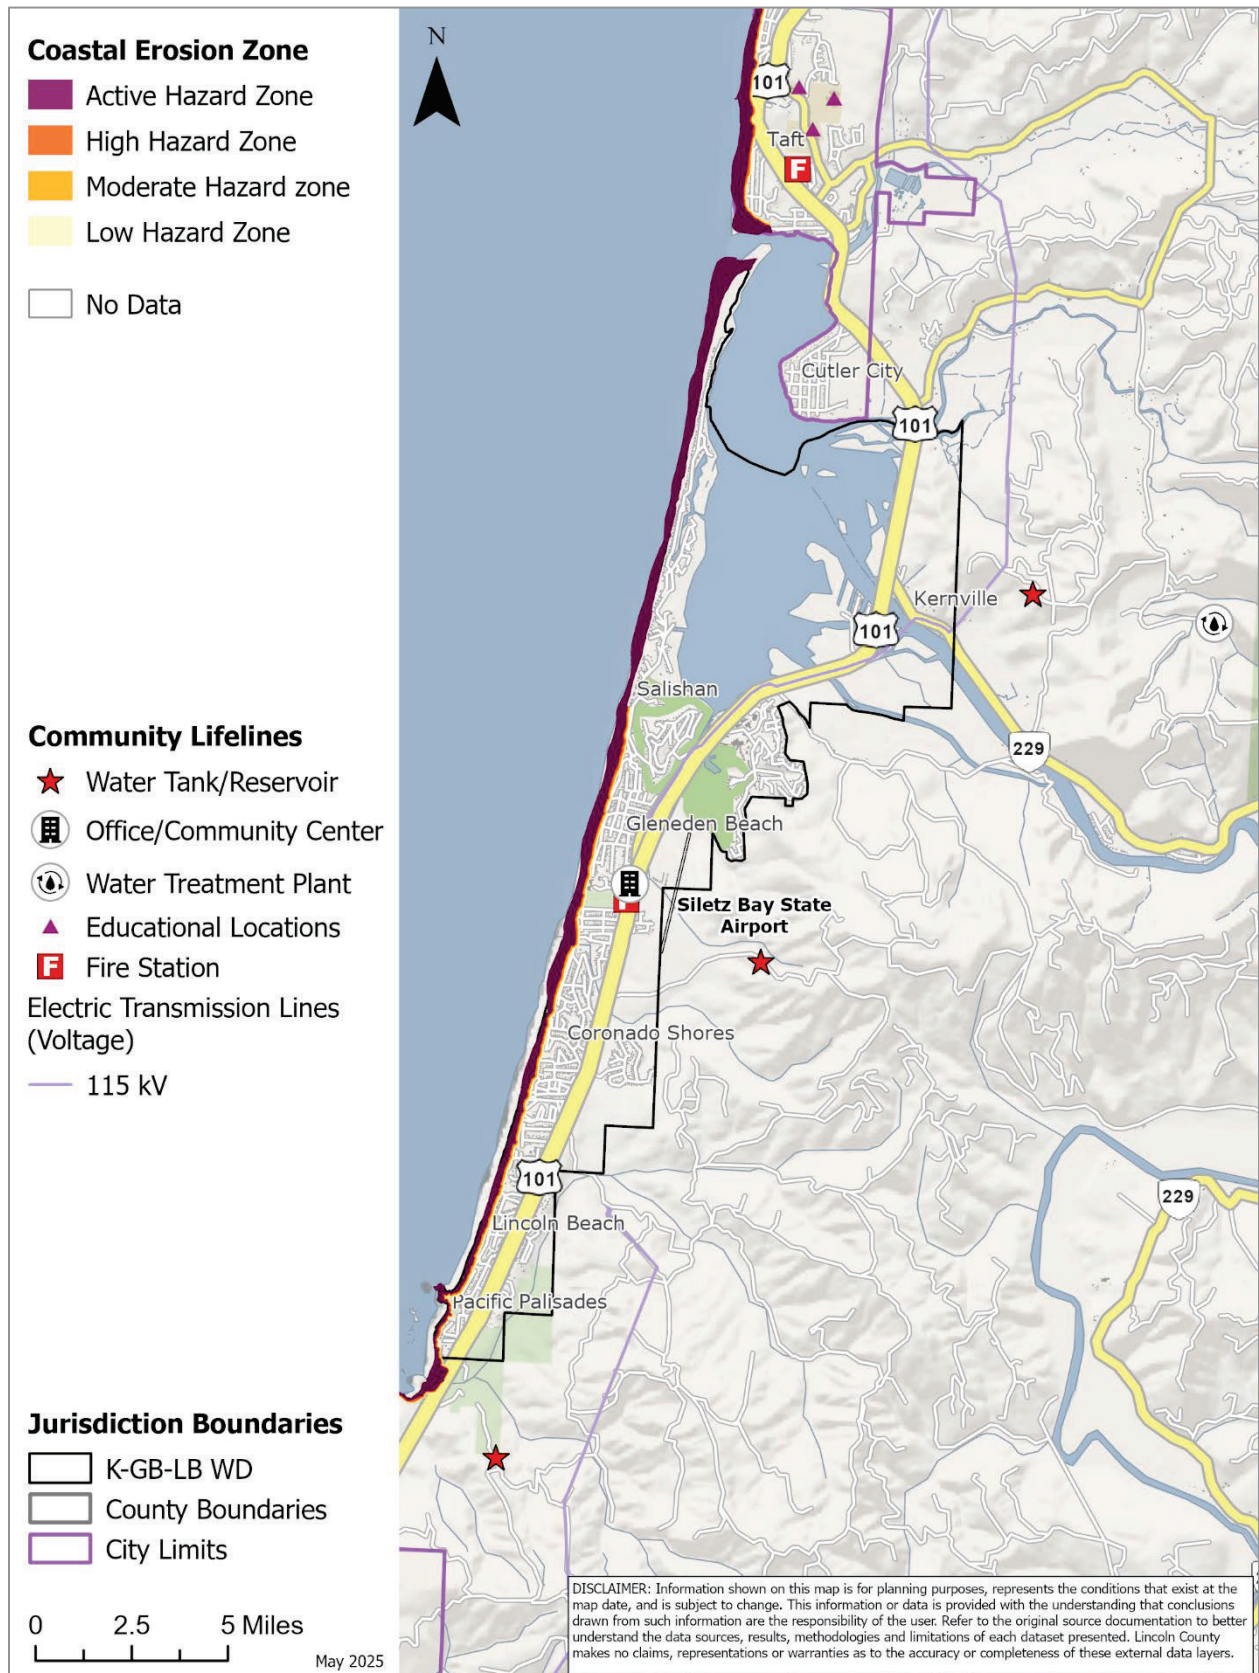 Coastal Erosion Zone
Active Hazard Zone
High Hazard Zone
Moderate Hazard zone
Low Hazard Zone
No Data
Community Lifelines
Water Tank/Reservoir
Office/Community Center
Water Treatment Plant
Educational Locations
F Fire Station
Electric Transmission Lines
(Voltage)
115 kV
Jurisdiction Boundaries
K-GB-LB WD
County Boundaries
City Limits
0 2.5 5 Miles
May 2025
N
101
Taft
F
Cutler City
101
Kernville
101
Salishan
229
Gleneden Beach
F
Siletz Bay State
Airport
Coronado Shores
101
229
Lincoln Beach
Pacific Palisades
DISCLAIMER: Information shown on this map is for planning purposes, represents the conditions that exist at the
map date, and is subject to change. This information or data is provided with the understanding that conclusions
drawn from such information are the responsibility of the user. Refer to the original source documentation to better
understand the data sources, results, methodologies and limitations of each dataset presented. Lincoln County
makes no claims, representations or warranties as to the accuracy or completeness of these external data layers.